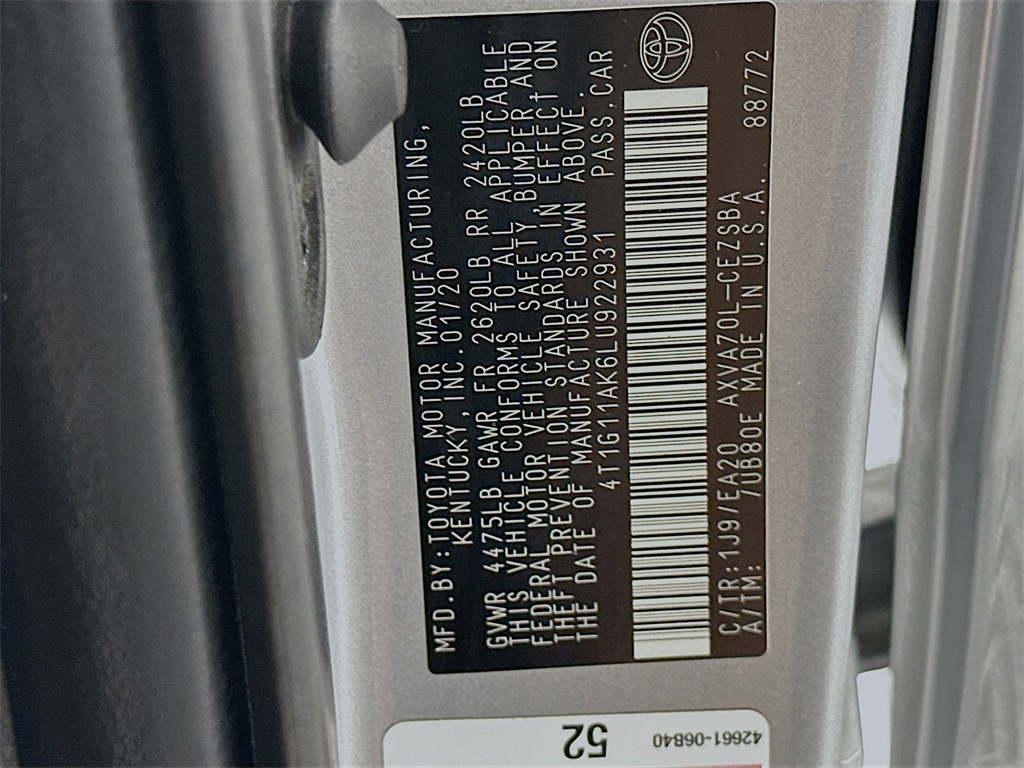 MFD.BY:TOYOTA MOTOR MANUFACTURING,
KENTUCKY, INC. 01/20
GVWR 4475LB GAWR FR 2620LB RR 2420LB
THIS VEHICLE CONFORMS TO ALL APPLICABLE
FEDERAL MOTOR VEHICLE SAFETY, BUMPER, AND
THEFT PREVENTION STANDARDS IN EFFECT ON
THE DATE OF MANUFACTURE SHOWN ABOVE.
4T1G11AK6LU922931 PASS.CAR
C/TR:1J9/EA20 AXVA70L-CEZSBA
A/TM: /UB80E MADE IN U.S.A. 88772
52
42661-06B40